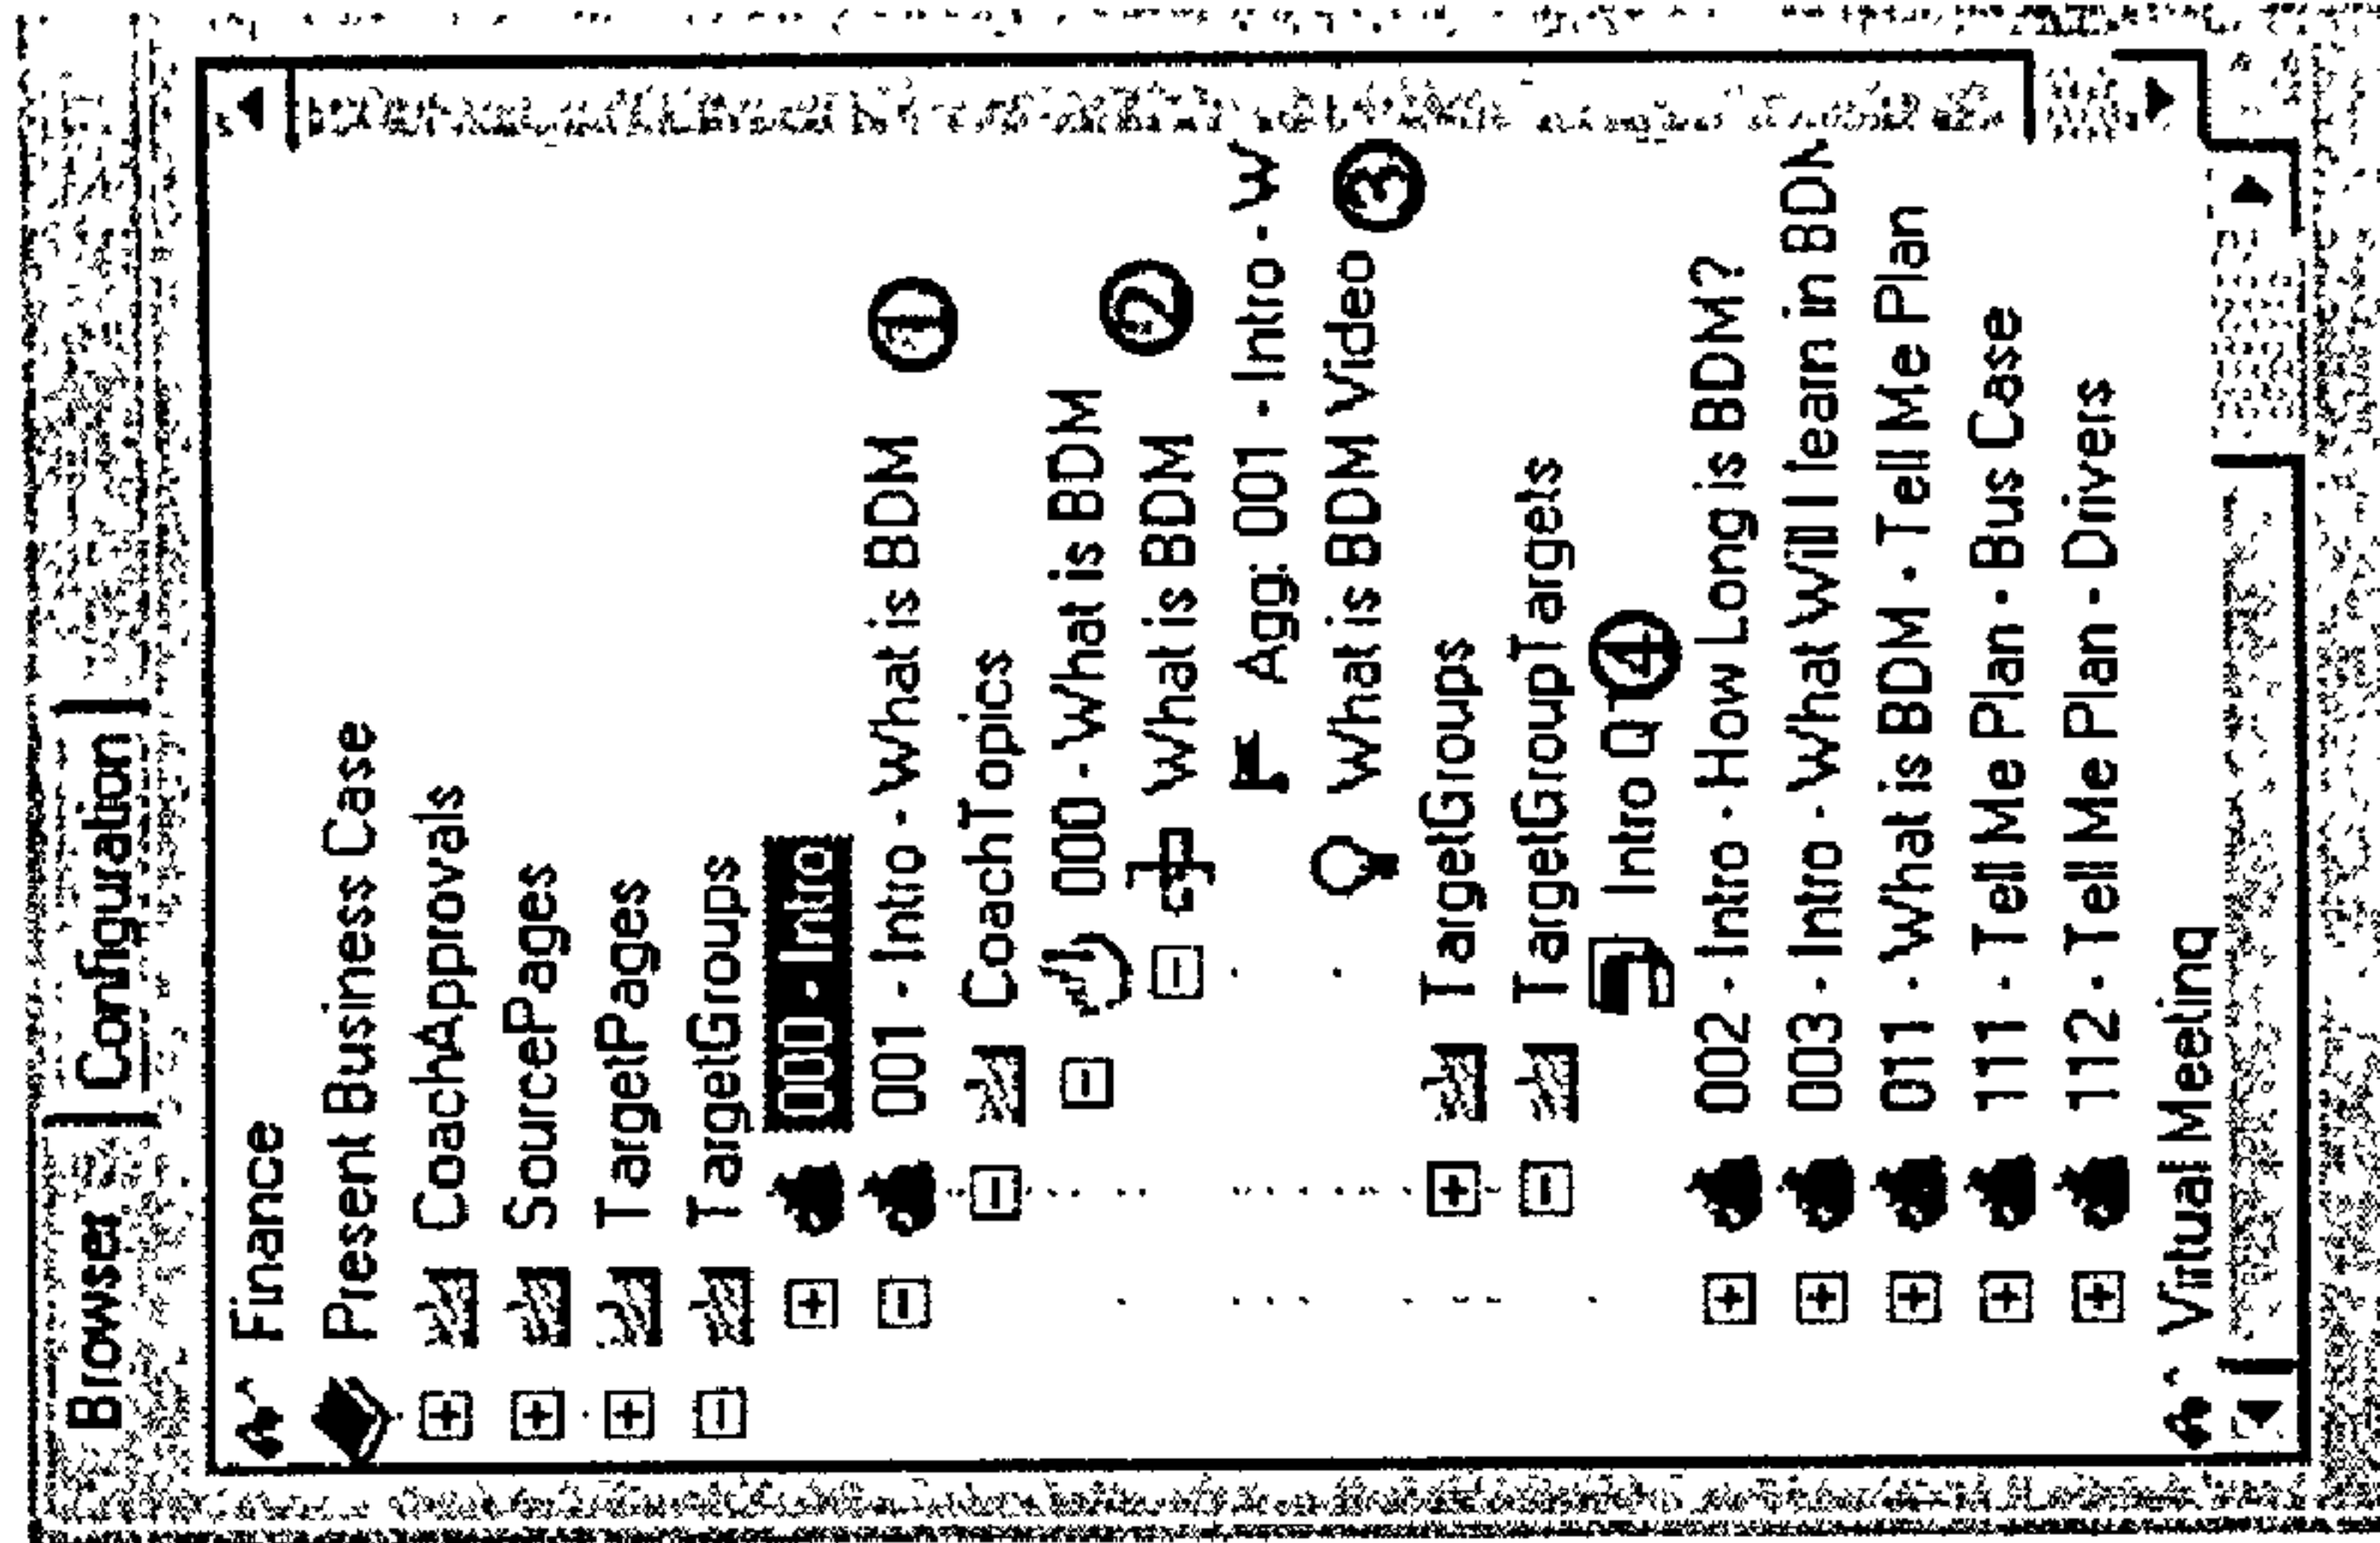 Browser Configuration
Finance
Present Business Case
CoachApprovals
SourcePages
TargetPages
TargetGroups
000 - Intro
001 - Intro - What is BDM 1
CoachTopics
000 - What is BDM
What is BDM 2
Agg: 001 - Intro - W
What is BDM Video 3
TargetGroups
TargetGroupTargets
Intro QT 4
002 - Intro - How Long is BDM?
003 - Intro - What Will I learn in BDM
011 - What is BDM - Tell Me Plan
111 - Tell Me Plan - Bus Case
112 - Tell Me Plan - Drivers
Virtual Meeting